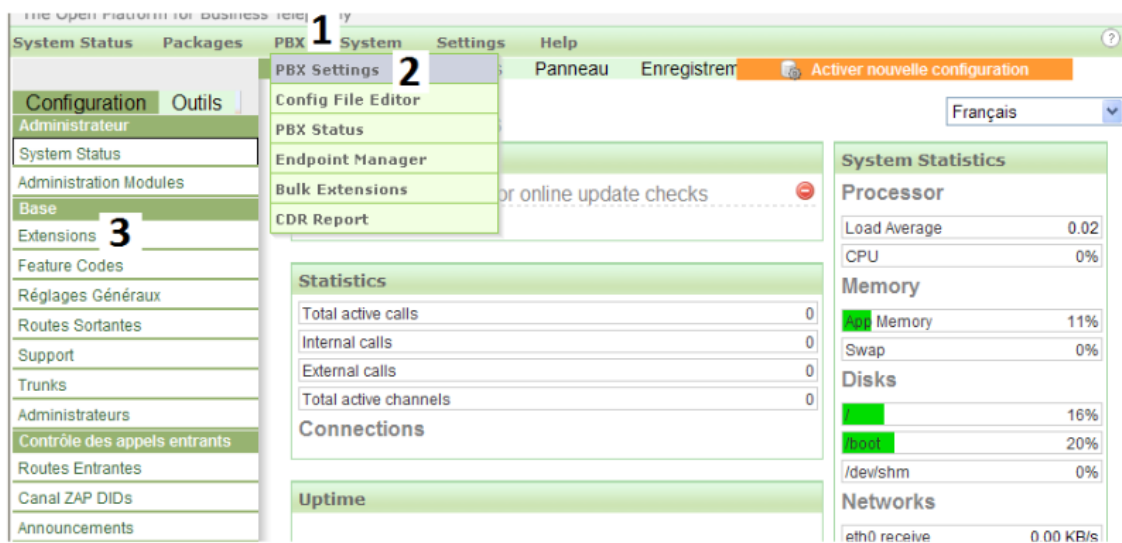 The Open Platform for Business
System Status Packages PBX 1 System Settings Help ?
PBX Settings 2
Panneau Enregistrem Activer nouvelle configuration
Config File Editor
PBX Status
Endpoint Manager
Bulk Extensions
CDR Report
Français
Configuration Outils
Administrateur
System Status
Administration Modules
Base
Extensions 3
Feature Codes
Réglages Généraux
Routes Sortantes
Support
Trunks
Administrateurs
Contrôle des appels entrants
Routes Entrantes
Canal ZAP DIDs
Announcements
or online update checks
Statistics
Total active calls 0
Internal calls 0
External calls 0
Total active channels 0
Connections
Uptime
System Statistics
Processor
Load Average 0.02
CPU 0%
Memory
App Memory 11%
Swap 0%
Disks
/ 16%
/boot 20%
/dev/shm 0%
Networks
eth0 receive 0.00 KB/s